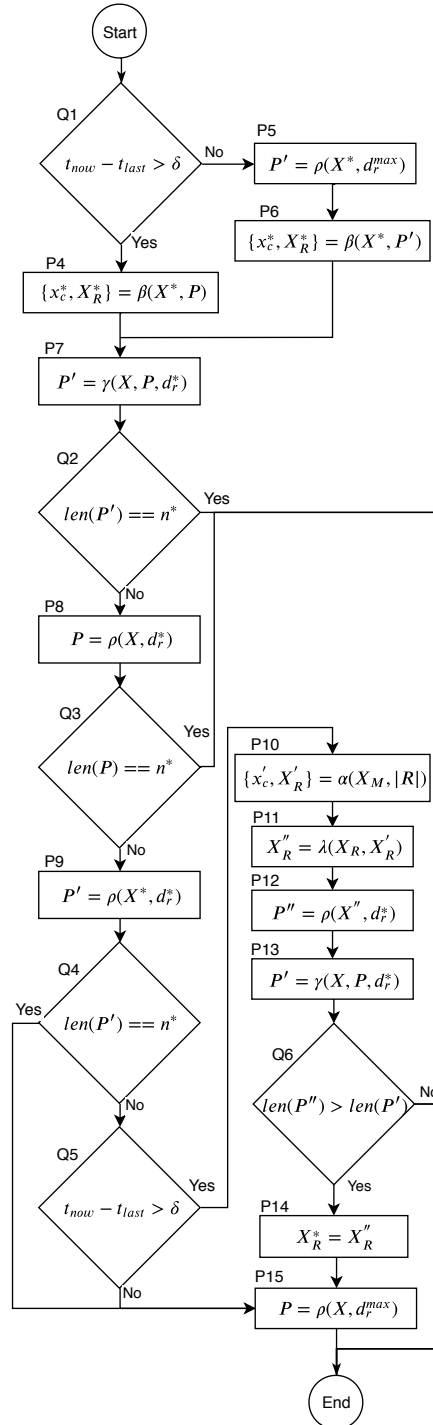 Start
Q1
t_now − t_last > δ
No
Yes
P5
P′ = ρ(X*, d_r^max)
P6
{x_c*, X_R*} = β(X*, P′)
P4
{x_c*, X_R*} = β(X*, P)
P7
P′ = γ(X, P, d_r*)
Q2
len(P′) == n*
Yes
No
P8
P = ρ(X, d_r*)
Q3
len(P) == n*
Yes
No
P9
P′ = ρ(X*, d_r*)
Q4
Yes
len(P′) == n*
No
Q5
t_now − t_last > δ
Yes
No
P10
{x_c′, X_R′} = α(X_M, |R|)
P11
X_R″ = λ(X_R, X_R′)
P12
P″ = ρ(X″, d_r*)
P13
P′ = γ(X, P, d_r*)
Q6
len(P″) > len(P′)
No
Yes
P14
X_R* = X_R″
P15
P = ρ(X, d_r^max)
End